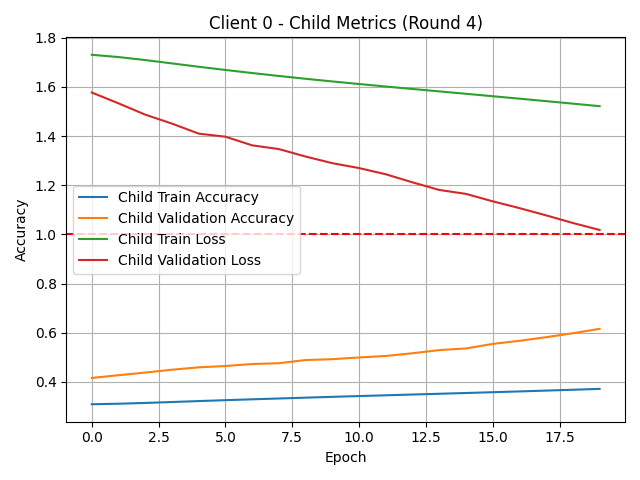 Client 0 - Child Metrics (Round 4)
Accuracy
1.8
1.6
1.4
1.2
1.0
0.8
0.6
0.4
Child Train Accuracy
Child Validation Accuracy
Child Train Loss
Child Validation Loss
0.0 2.5 5.0 7.5 10.0 12.5 15.0 17.5
Epoch